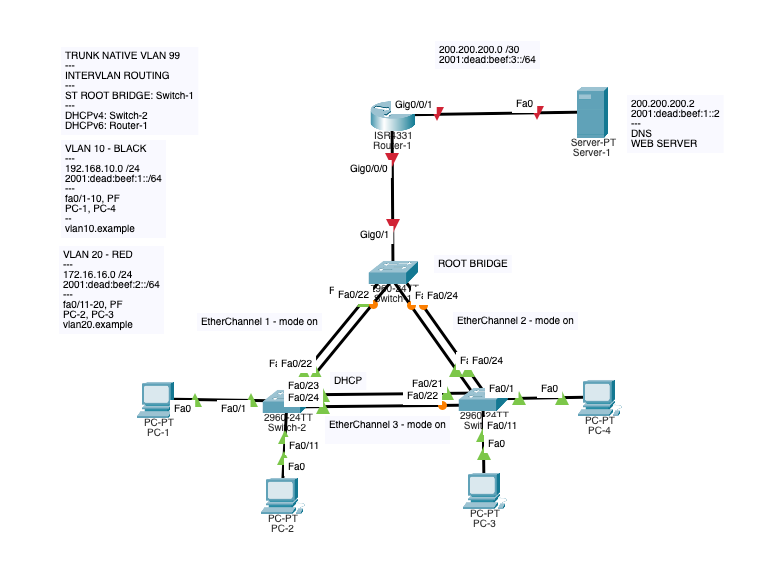 TRUNK NATIVE VLAN 99
---
INTERVLAN ROUTING
---
ST ROOT BRIDGE: Switch-1
---
DHCPv4: Switch-2
DHCPv6: Router-1
VLAN 10 - BLACK
---
192.168.10.0 /24
2001:dead:beef:1::/64
---
fa0/1-10, PF
PC-1, PC-4
--
vlan10.example
VLAN 20 - RED
---
172.16.16.0 /24
2001:dead:beef:2::/64
---
fa0/11-20, PF
PC-2, PC-3
vlan20.example
200.200.200.0 /30
2001:dead:beef:3::/64
Gig0/0/1
Fa0
ISR4331
Router-1
Server-PT
Server-1
200.200.200.2
2001:dead:beef:1::2
---
DNS
WEB SERVER
Gig0/0/0
Gig0/1
ROOT BRIDGE
Fa0/22
Fa0/24
EtherChannel 1 - mode on
EtherChannel 2 - mode on
Fa0/22
Fa0/24
DHCP
Fa0/23
Fa0/24
Fa0/21
Fa0/22
Fa0/1
Fa0
Fa0
Fa0/1
PC-PT
PC-1
2960-24TT
Switch-2
EtherChannel 3 - mode on
PC-PT
PC-4
Fa0/11
Fa0/11
Fa0
Fa0
PC-PT
PC-2
PC-PT
PC-3